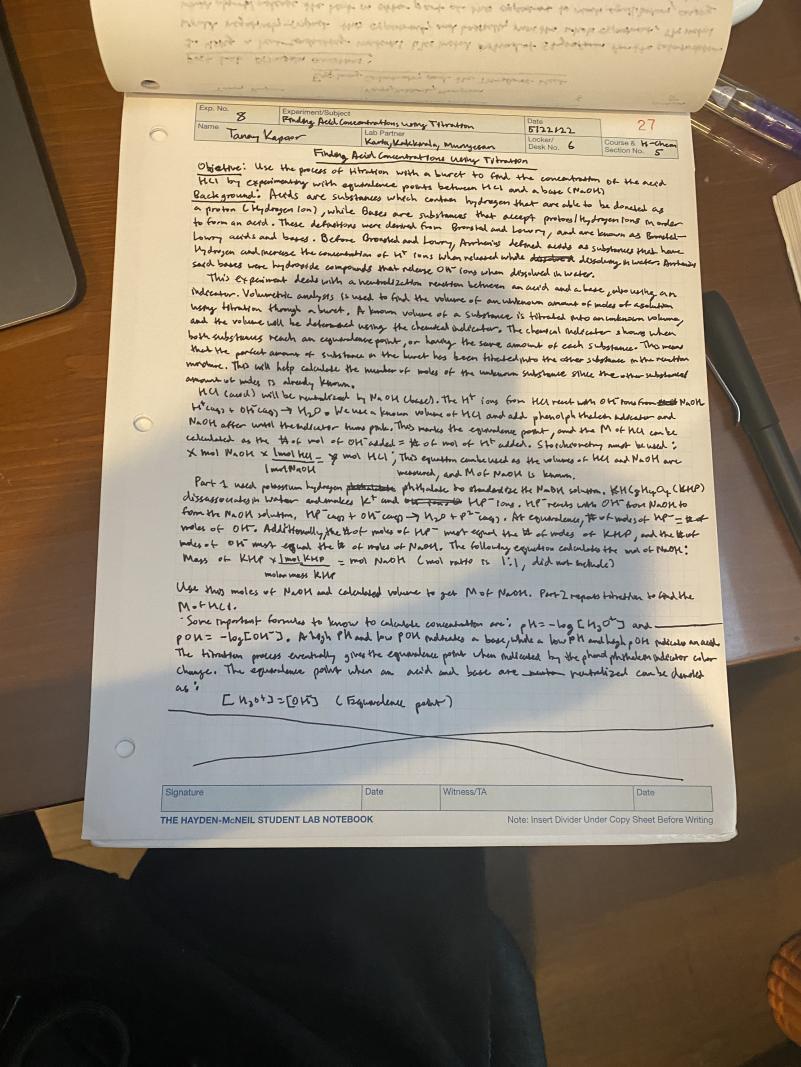 Exp. No. 8
Experiment/Subject Finding Acid Concentrations using Titration
Date 5/22/22
27
Name Tanay Kapoor
Lab Partner
Locker/Desk No. 6
Course & Section No. H-Chem 5
Finding Acid Concentrations using Titration
Objective: Use the process of titration with a buret to find the concentration of the acid
HCl by experimenting with equivalence points between HCl and a base (NaOH)
Background: Acids are substances which contain hydrogen that are able to be donated as
a proton (Hydrogen ion), while Bases are substances that accept protons/Hydrogen ions in order
to form an acid. These definitions were derived from Bronsted and Lowry, and are known as Bronsted-
Lowry acids and bases. Before Bronsted and Lowry, Arrhenius defined acids as substances that have
Hydrogen and increase the concentration of H⁺ ions when released while dissolving in water. Arrhenius
said bases were hydroxide compounds that release OH⁻ ions when dissolved in water.
This experiment deals with a neutralization reaction between an acid and a base, also using an
indicator. Volumetric analysis is used to find the volume of an unknown amount of moles of a solution
using titration through a buret. A known volume of a substance is titrated into an unknown volume,
and the volume will be determined using the chemical indicator. The chemical indicator shows when
both substances reach an equivalence point, or having the same amount of each substance. This means
that the perfect amount of substance in the buret has been titrated into the other substance in the reaction
mixture. This will help calculate the number of moles of the unknown substance since the other substances
amount of moles is already known.
HCl (acid) will be neutralized by NaOH (base). The H⁺ ions from HCl react with OH⁻ ions from NaOH
H⁺(aq) + OH⁻(aq) → H₂O. We use a known volume of HCl and add phenolphthalein indicator and
NaOH after until the indicator turns pink. This marks the equivalence point, and the M of HCl can be
calculated as the # of mol of OH⁻ added = # of mol of H⁺ added. Stoichiometry must be used:
x mol NaOH × 1 mol HCl / 1 mol NaOH = y mol HCl; This equation can be used as the volumes of HCl and NaOH are
measured, and M of NaOH is known.
Part 1 used potassium hydrogen phthalate to standardize the NaOH solution. KHC₈H₄O₄ (KHP)
dissassociates in water and makes K⁺ and HP⁻ ions. HP⁻ reacts with OH⁻ from NaOH to
form the NaOH solution. HP⁻(aq) + OH⁻(aq) → H₂O + P²⁻(aq). At equivalence, # of moles of HP⁻ = # of
moles of OH⁻. Additionally, the # of moles of HP⁻ must equal the # of moles of KHP, and the # of
moles of OH⁻ must equal the # of moles of NaOH. The following equation calculates the mol of NaOH:
Mass of KHP × 1 mol KHP / molar mass KHP = mol NaOH (mol ratio is 1:1, did not include)
Use this moles of NaOH and calculated volume to get M of NaOH. Part 2 repeats titration to find the
M of HCl.
- Some important formulas to know to calculate concentration are: pH = -log[H₃O⁺] and
pOH = -log[OH⁻]. A high pH and low pOH indicates a base, while a low pH and high pOH indicate an acid.
The titration process eventually gives the equivalence point when indicated by the phenolphthalein indicator color
change. The equivalence point when an acid and base are neutralized can be denoted
as:
[H₃O⁺] = [OH⁻] (Equivalence point)
Signature
Date
Witness/TA
Date
THE HAYDEN-McNEIL STUDENT LAB NOTEBOOK
Note: Insert Divider Under Copy Sheet Before Writing